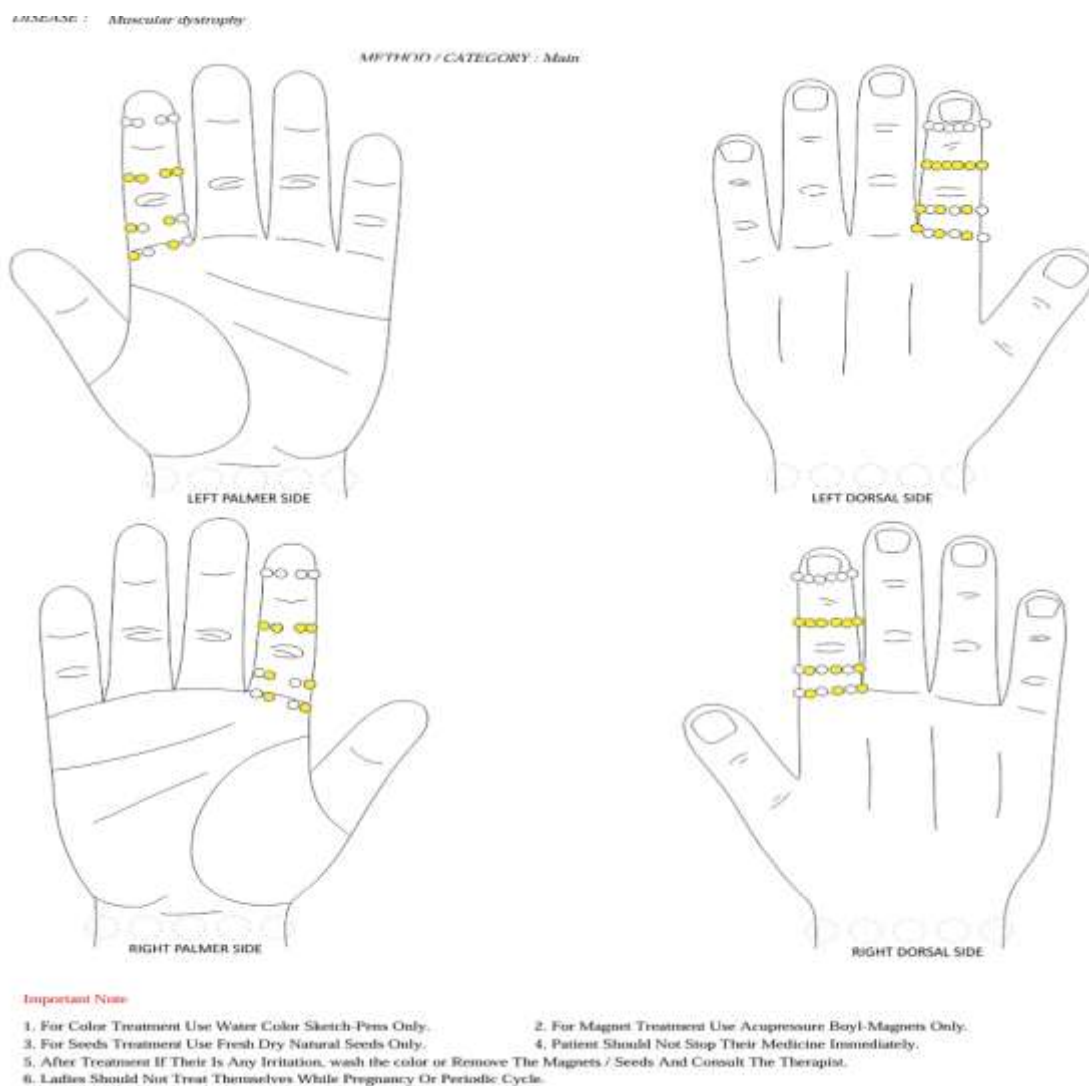 DISEASE : Muscular dystrophy
METHOD / CATEGORY : Main
LEFT PALMER SIDE
LEFT DORSAL SIDE
RIGHT PALMER SIDE
RIGHT DORSAL SIDE
Important Note
1. For Color Treatment Use Water Color Sketch-Pens Only.
2. For Magnet Treatment Use Acupressure Boyl-Magnets Only.
3. For Seeds Treatment Use Fresh Dry Natural Seeds Only.
4. Patient Should Not Stop Their Medicine Immediately.
5. After Treatment If Their Is Any Irritation, wash the color or Remove The Magnets / Seeds And Consult The Therapist.
6. Ladies Should Not Treat Themselves While Pregnancy Or Periodic Cycle.